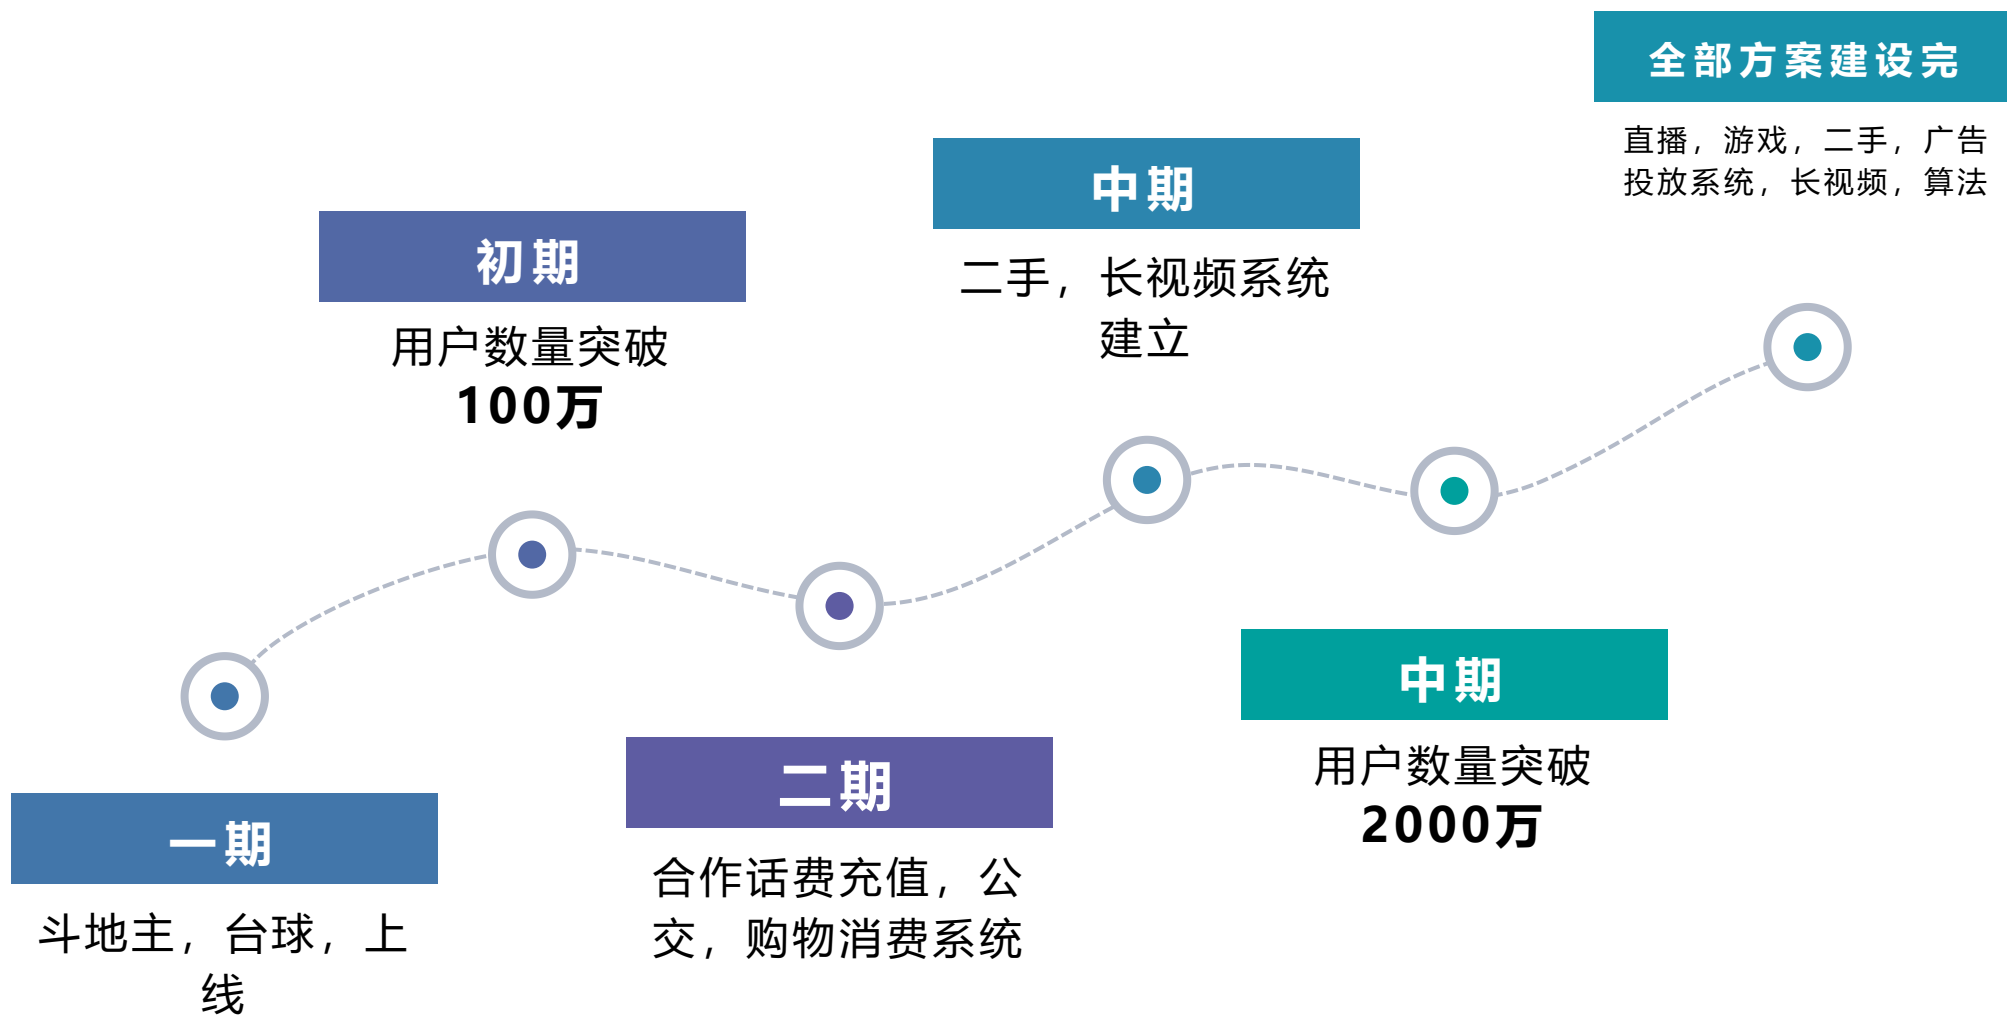 全部方案建设完
直播，游戏，二手，广告
投放系统，长视频，算法
中期
二手，长视频系统
建立
初期
用户数量突破
100万
中期
用户数量突破
2000万
二期
合作话费充值，公
交，购物消费系统
一期
斗地主，台球，上
线